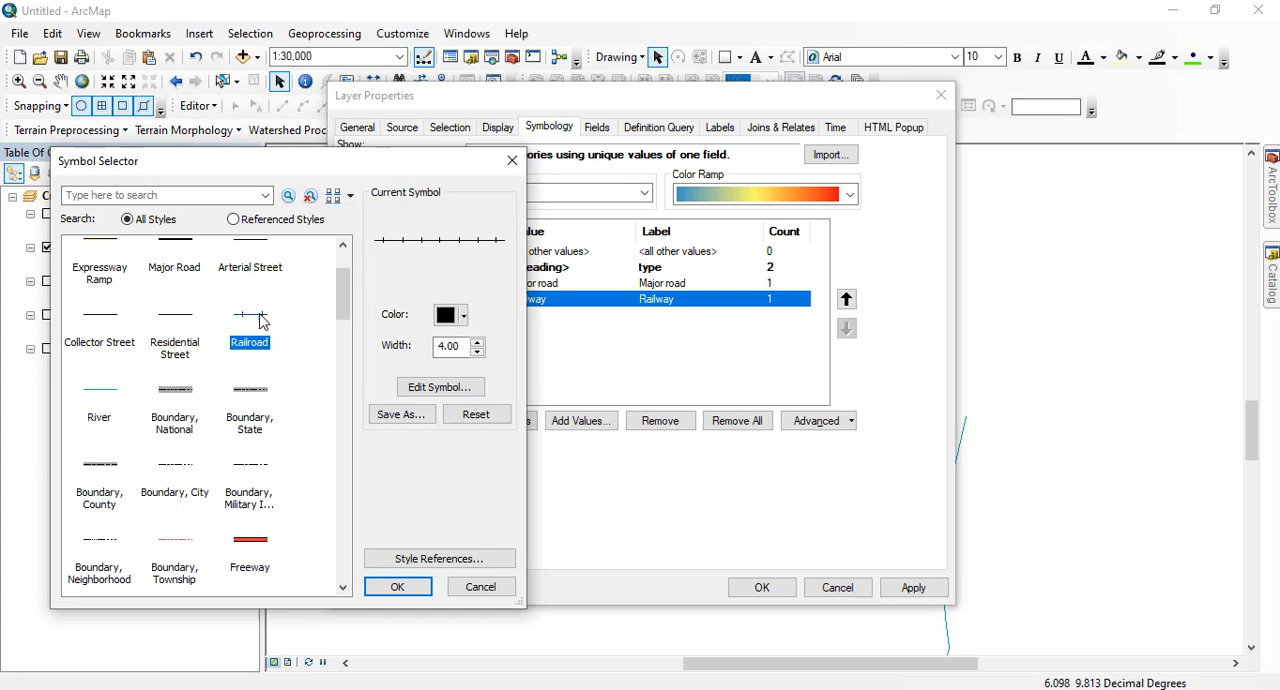 Untitled - ArcMap
File Edit View Bookmarks Insert Selection Geoprocessing Customize Windows Help
1:30,000 Drawing Arial 10 B I U A
Snapping Editor
Terrain Preprocessing Terrain Morphology Watershed Proc
Table Of
Layer Properties
General Source Selection Display Symbology Fields Definition Query Labels Joins & Relates Time HTML Popup
Show:
ories using unique values of one field. Import...
Color Ramp
lue Label Count
other values> <all other values> 0
eading> type 2
or road Major road 1
lway Railway 1
s Add Values... Remove Remove All Advanced
OK Cancel Apply
Symbol Selector
Type here to search
Search: All Styles Referenced Styles
Current Symbol
Expressway Ramp
Major Road
Arterial Street
Collector Street
Residential Street
Railroad
River
Boundary, National
Boundary, State
Boundary, County
Boundary, City
Boundary, Military I...
Boundary, Neighborhood
Boundary, Township
Freeway
Color:
Width: 4.00
Edit Symbol...
Save As... Reset
Style References...
OK Cancel
ArcToolbox
Catalog
6.098 9.813 Decimal Degrees